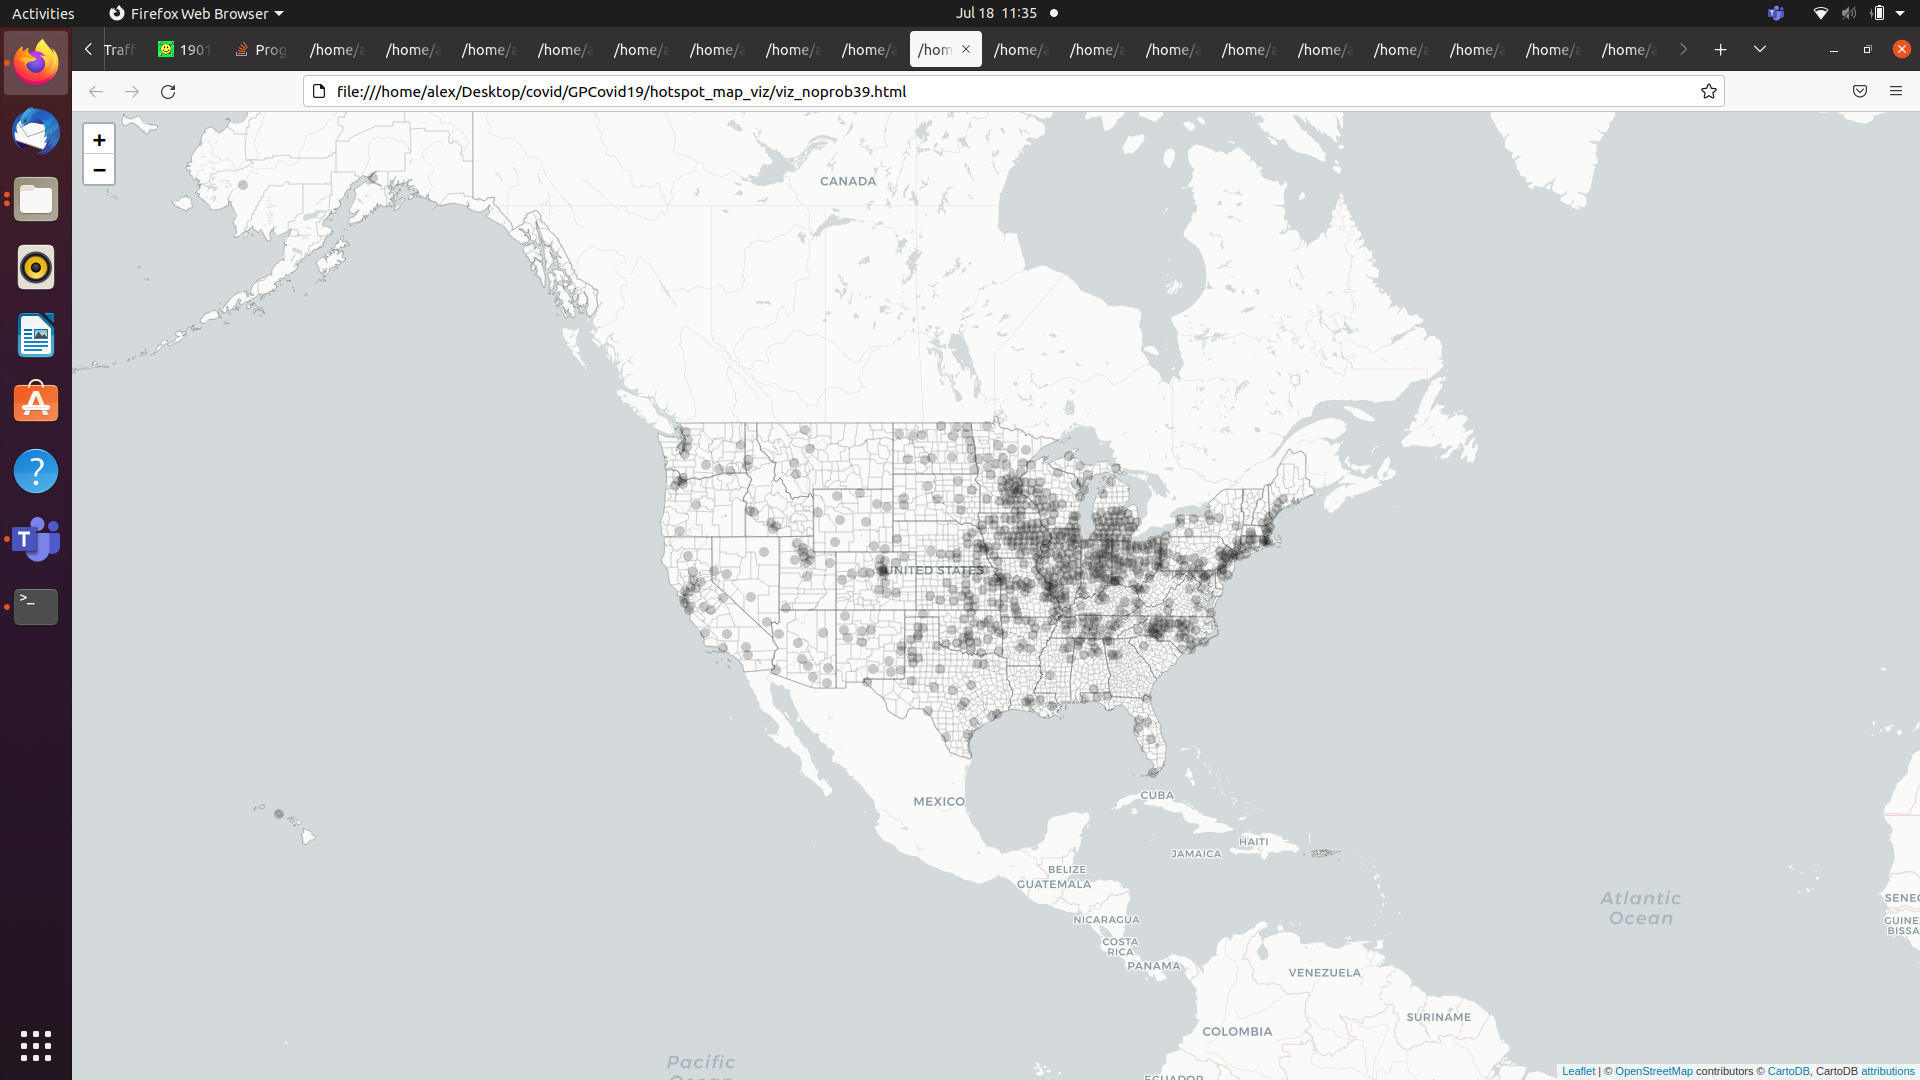 Activities
Firefox Web Browser
Jul 18 11:35
Traff
1901
Prog
/home/a
/home/a
/home/a
/home/a
/home/a
/home/a
/home/a
/home/a
/hom
/home/a
/home/a
/home/a
/home/a
/home/a
/home/a
/home/a
/home/a
/home/a
file:///home/alex/Desktop/covid/GPCovid19/hotspot_map_viz/viz_noprob39.html
+
−
CANADA
UNITED STATES
MEXICO
CUBA
HAITI
JAMAICA
BELIZE
GUATEMALA
NICARAGUA
COSTA
RICA
PANAMA
VENEZUELA
COLOMBIA
SURINAME
ECUADOR
Atlantic
Ocean
SENEG
GUINE
BISSA
Pacific
Ocean
Leaflet | © OpenStreetMap contributors © CartoDB, CartoDB attributions